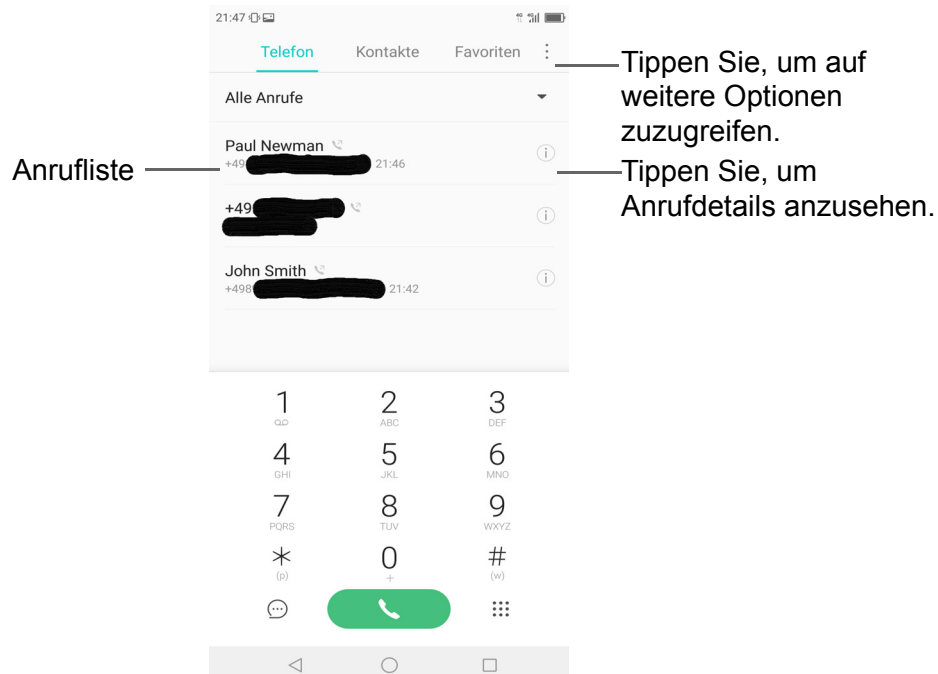 21:47
Telefon Kontakte Favoriten
Tippen Sie, um auf
weitere Optionen
zuzugreifen.
Alle Anrufe
Anrufliste
Paul Newman
+49 21:46
Tippen Sie, um
Anrufdetails anzusehen.
+49
John Smith
+498 21:42
1 2 3
ABC DEF
4 5 6
GHI JKL MNO
7 8 9
PQRS TUV WXYZ
* 0 #
(p) + (w)